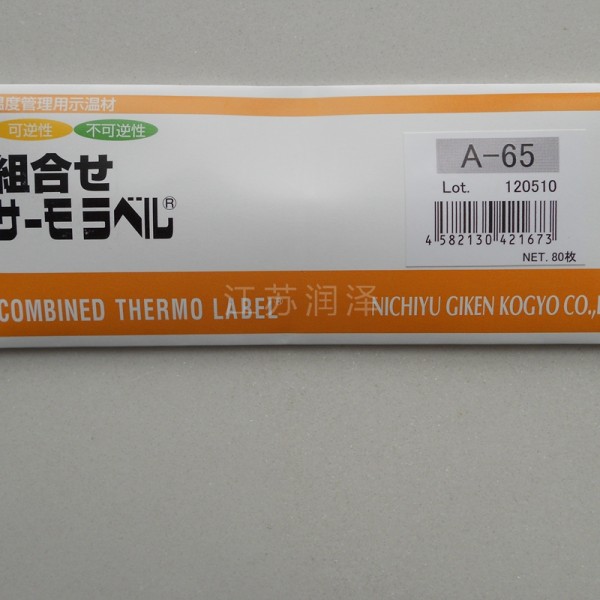 温度管理用示温材
可逆性 不可逆性
組合せ
サーモラベル®
A-65
Lot. 120510
4 582130 421673
NET. 80枚
COMBINED THERMO LABEL
NICHIYU GIKEN KOGYO CO.,
江苏润泽